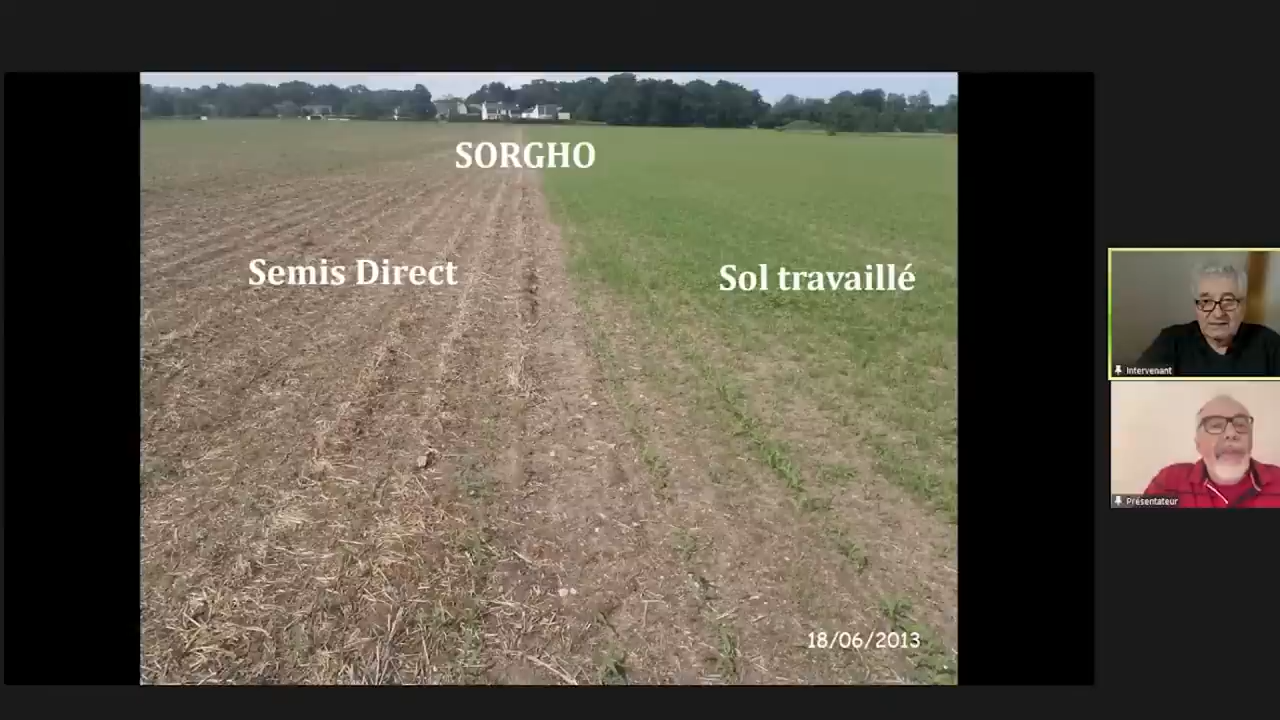 SORGHO
Semis Direct
Sol travaillé
18/06/2013
Intervenant
Présentateur